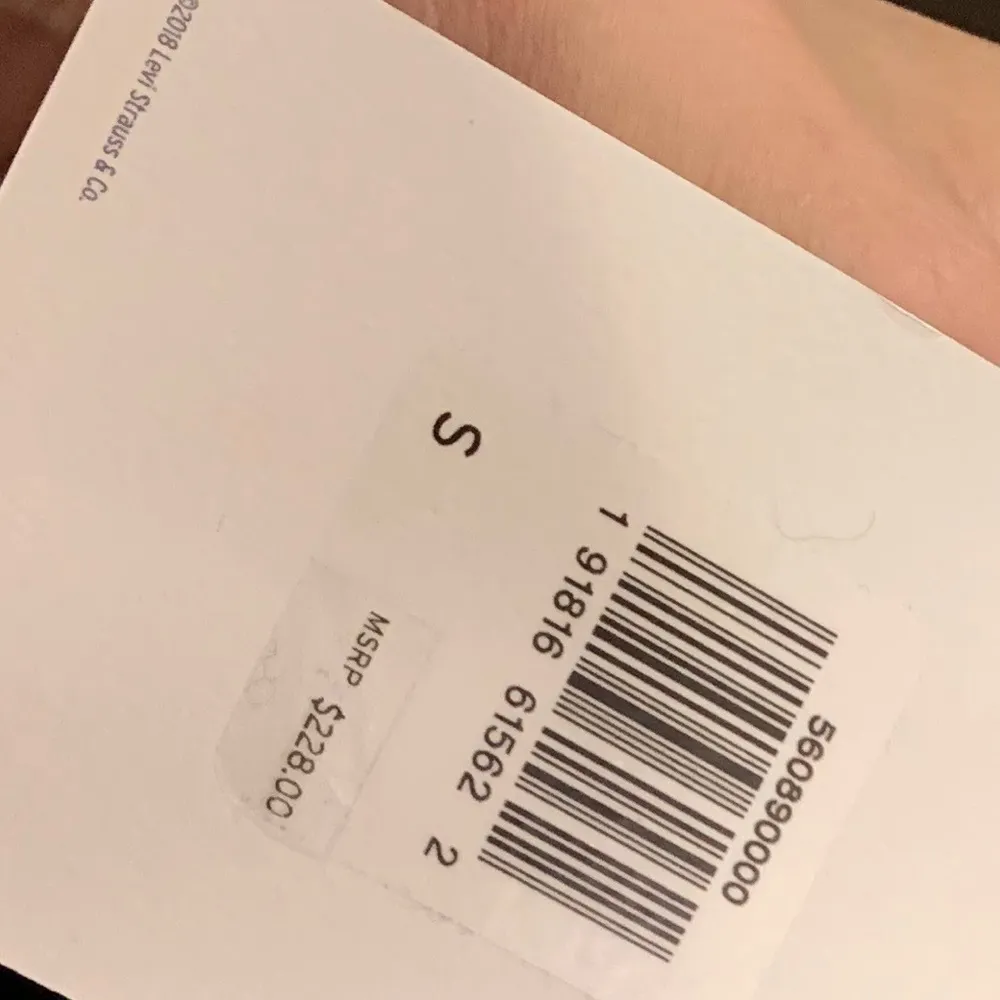 ©2018 Levi Strauss & Co.
S
560890000
1 91816 61562 2
MSRP $228.00